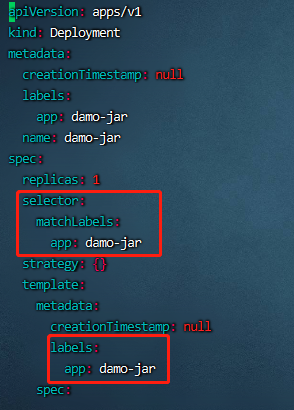 apiVersion: apps/v1
kind: Deployment
metadata:
  creationTimestamp: null
  labels:
    app: damo-jar
  name: damo-jar
spec:
  replicas: 1
  selector:
    matchLabels:
      app: damo-jar
  strategy: {}
  template:
    metadata:
      creationTimestamp: null
      labels:
        app: damo-jar
    spec: